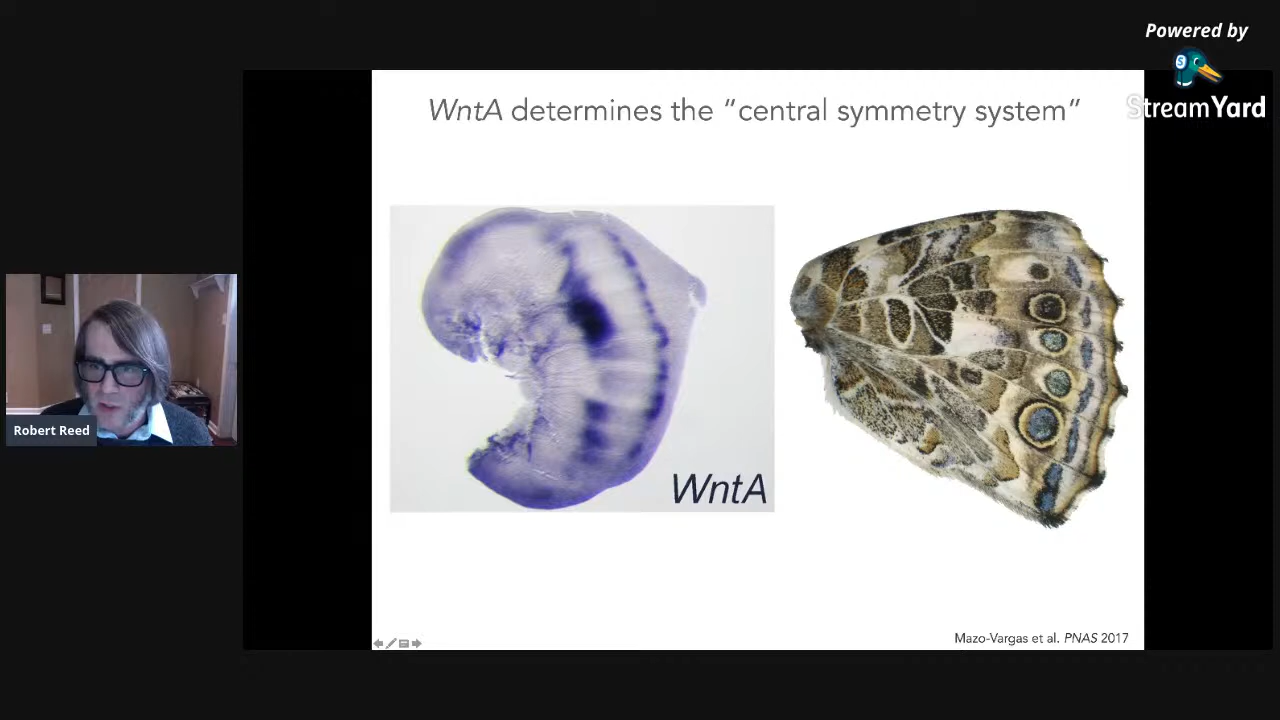 Powered by
StreamYard
WntA determines the “central symmetry system”
Robert Reed
WntA
Mazo-Vargas et al. PNAS 2017